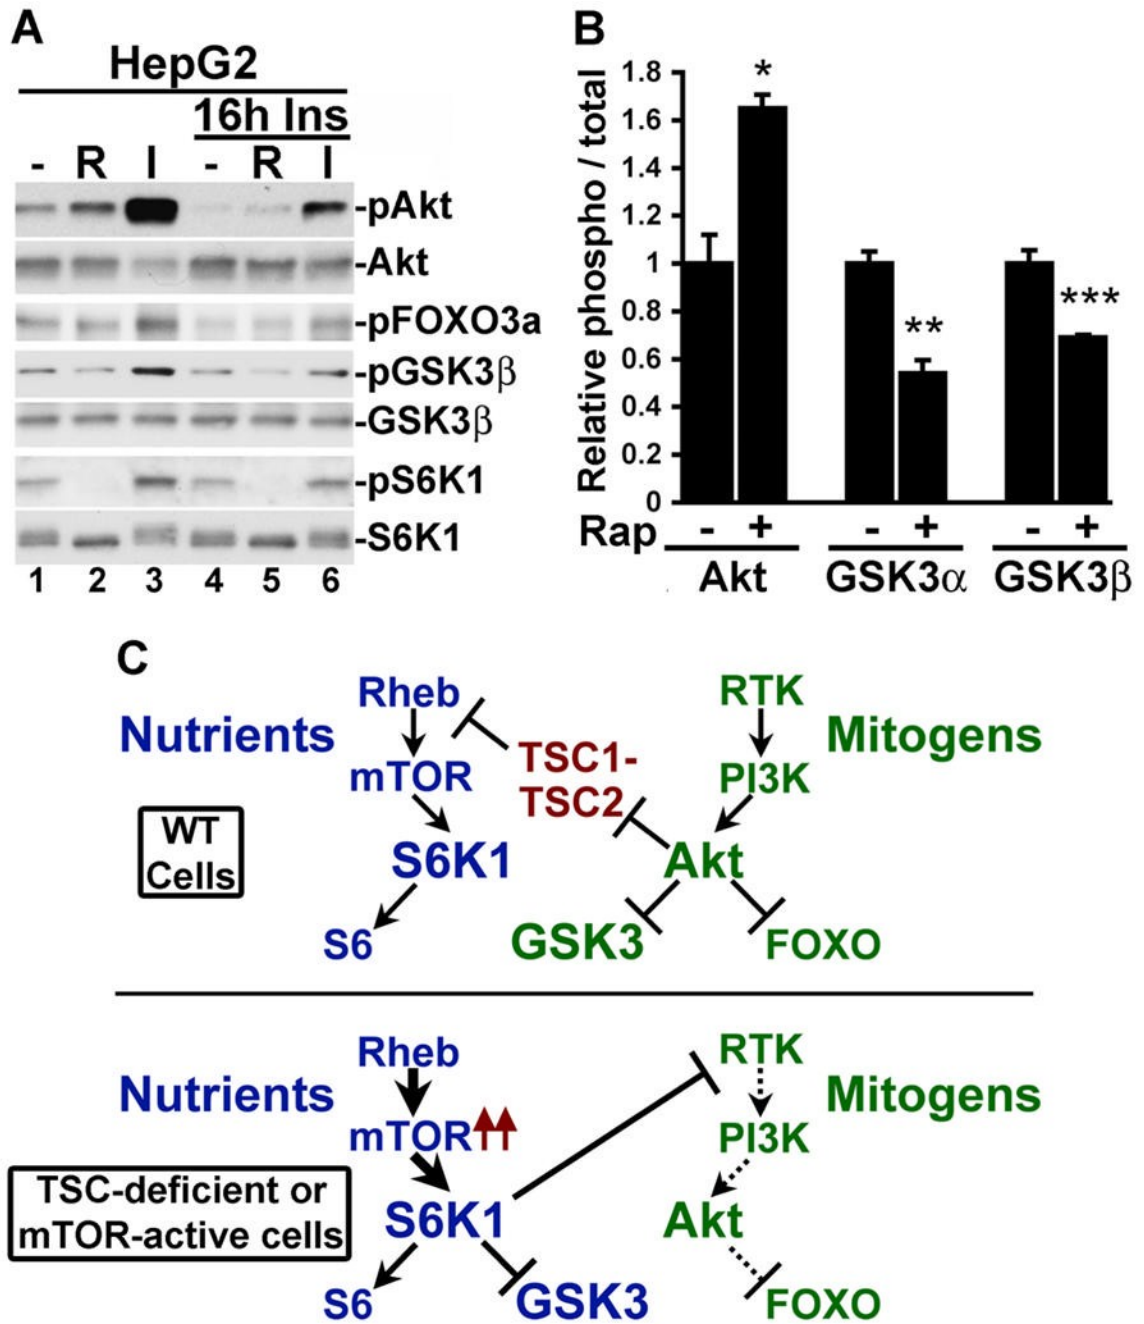 A
HepG2
16h Ins
- R I - R I
-pAkt
-Akt
-pFOXO3a
-pGSK3β
-GSK3β
-pS6K1
-S6K1
1 2 3 4 5 6
B
Relative phospho / total
1.8
1.6
1.4
1.2
1
0.8
0.6
0.4
0.2
0
*
**
***
Rap - + - + - +
Akt GSK3α GSK3β
C
Rheb RTK
Nutrients Mitogens
TSC1-
mTOR PI3K
TSC2
WT
Cells
S6K1 Akt
S6 GSK3 FOXO
Rheb RTK
Nutrients Mitogens
mTOR PI3K
TSC-deficient or
mTOR-active cells
S6K1 Akt
S6 GSK3 FOXO